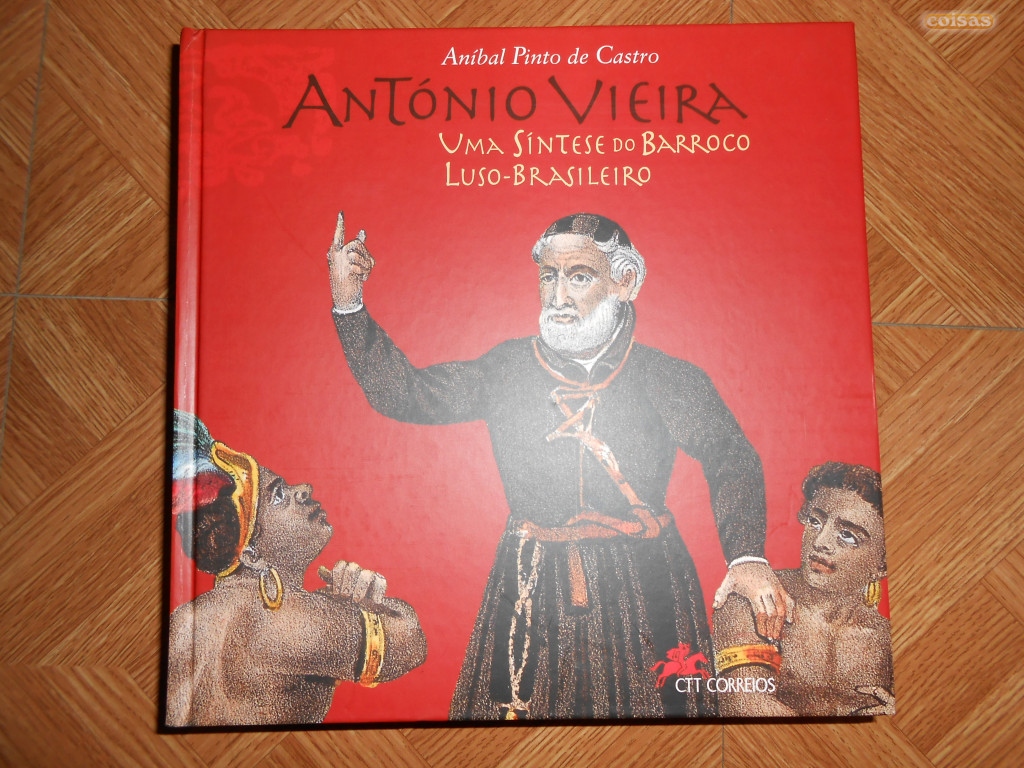 coisas
Aníbal Pinto de Castro
ANTÓNIO VIEIRA
UMA SÍNTESE DO BARROCO
LUSO-BRASILEIRO
CTT CORREIOS